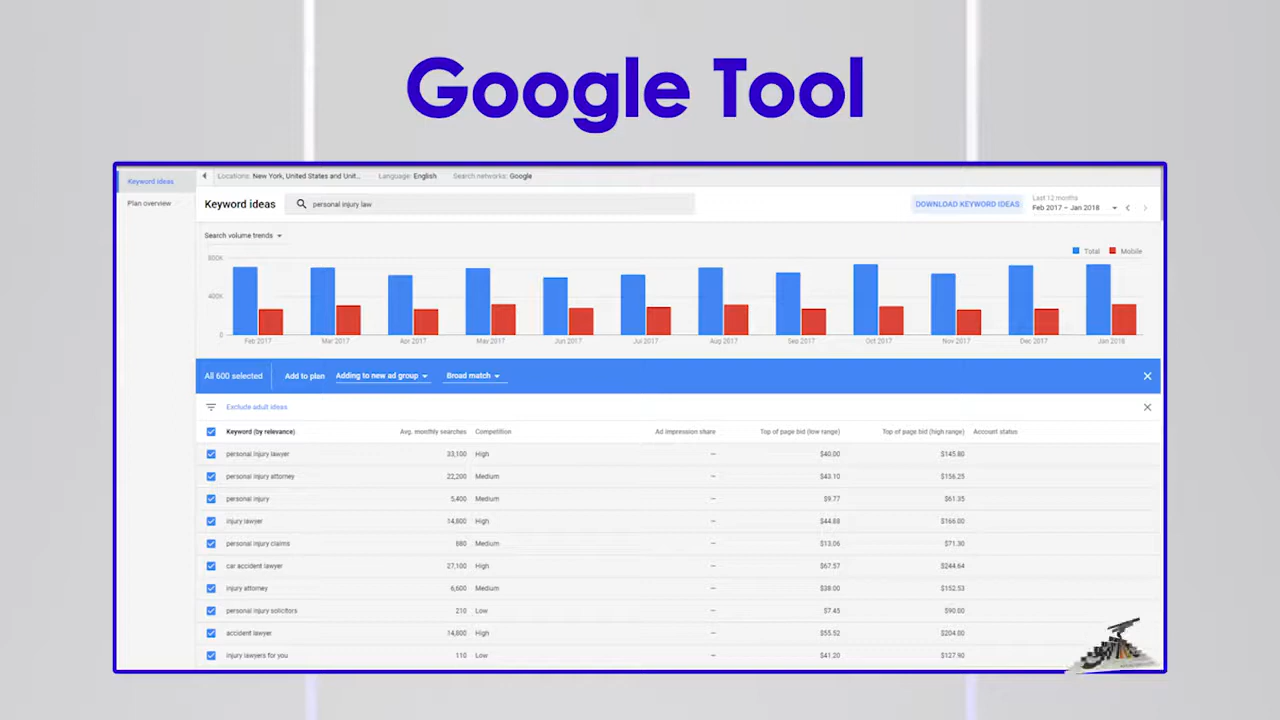 Google Tool
Keyword ideas
Plan overview
Locations: New York, United States and Unit... Language: English Search networks: Google
Keyword ideas personal injury law DOWNLOAD KEYWORD IDEAS Last 12 months
Feb 2017 – Jan 2018
Search volume trends
Total Mobile
800K
400K
0
Feb 2017 Mar 2017 Apr 2017 May 2017 Jun 2017 Jul 2017 Aug 2017 Sep 2017 Oct 2017 Nov 2017 Dec 2017 Jan 2018
All 600 selected Add to plan Adding to new ad group Broad match
Exclude adult ideas
Keyword (by relevance) Avg. monthly searches Competition Ad impression share Top of page bid (low range) Top of page bid (high range) Account status
personal injury lawyer 33,100 High – $40.00 $145.80
personal injury attorney 22,200 Medium – $43.10 $156.25
personal injury 5,400 Medium – $9.77 $61.35
injury lawyer 14,800 High – $44.88 $166.00
personal injury claims 880 Medium – $13.06 $71.30
car accident lawyer 27,100 High – $67.57 $244.64
injury attorney 6,600 Medium – $38.00 $152.53
personal injury solicitors 210 Low – $7.45 $90.00
accident lawyer 14,800 High – $55.52 $204.00
injury lawyers for you 110 Low – $41.20 $127.90